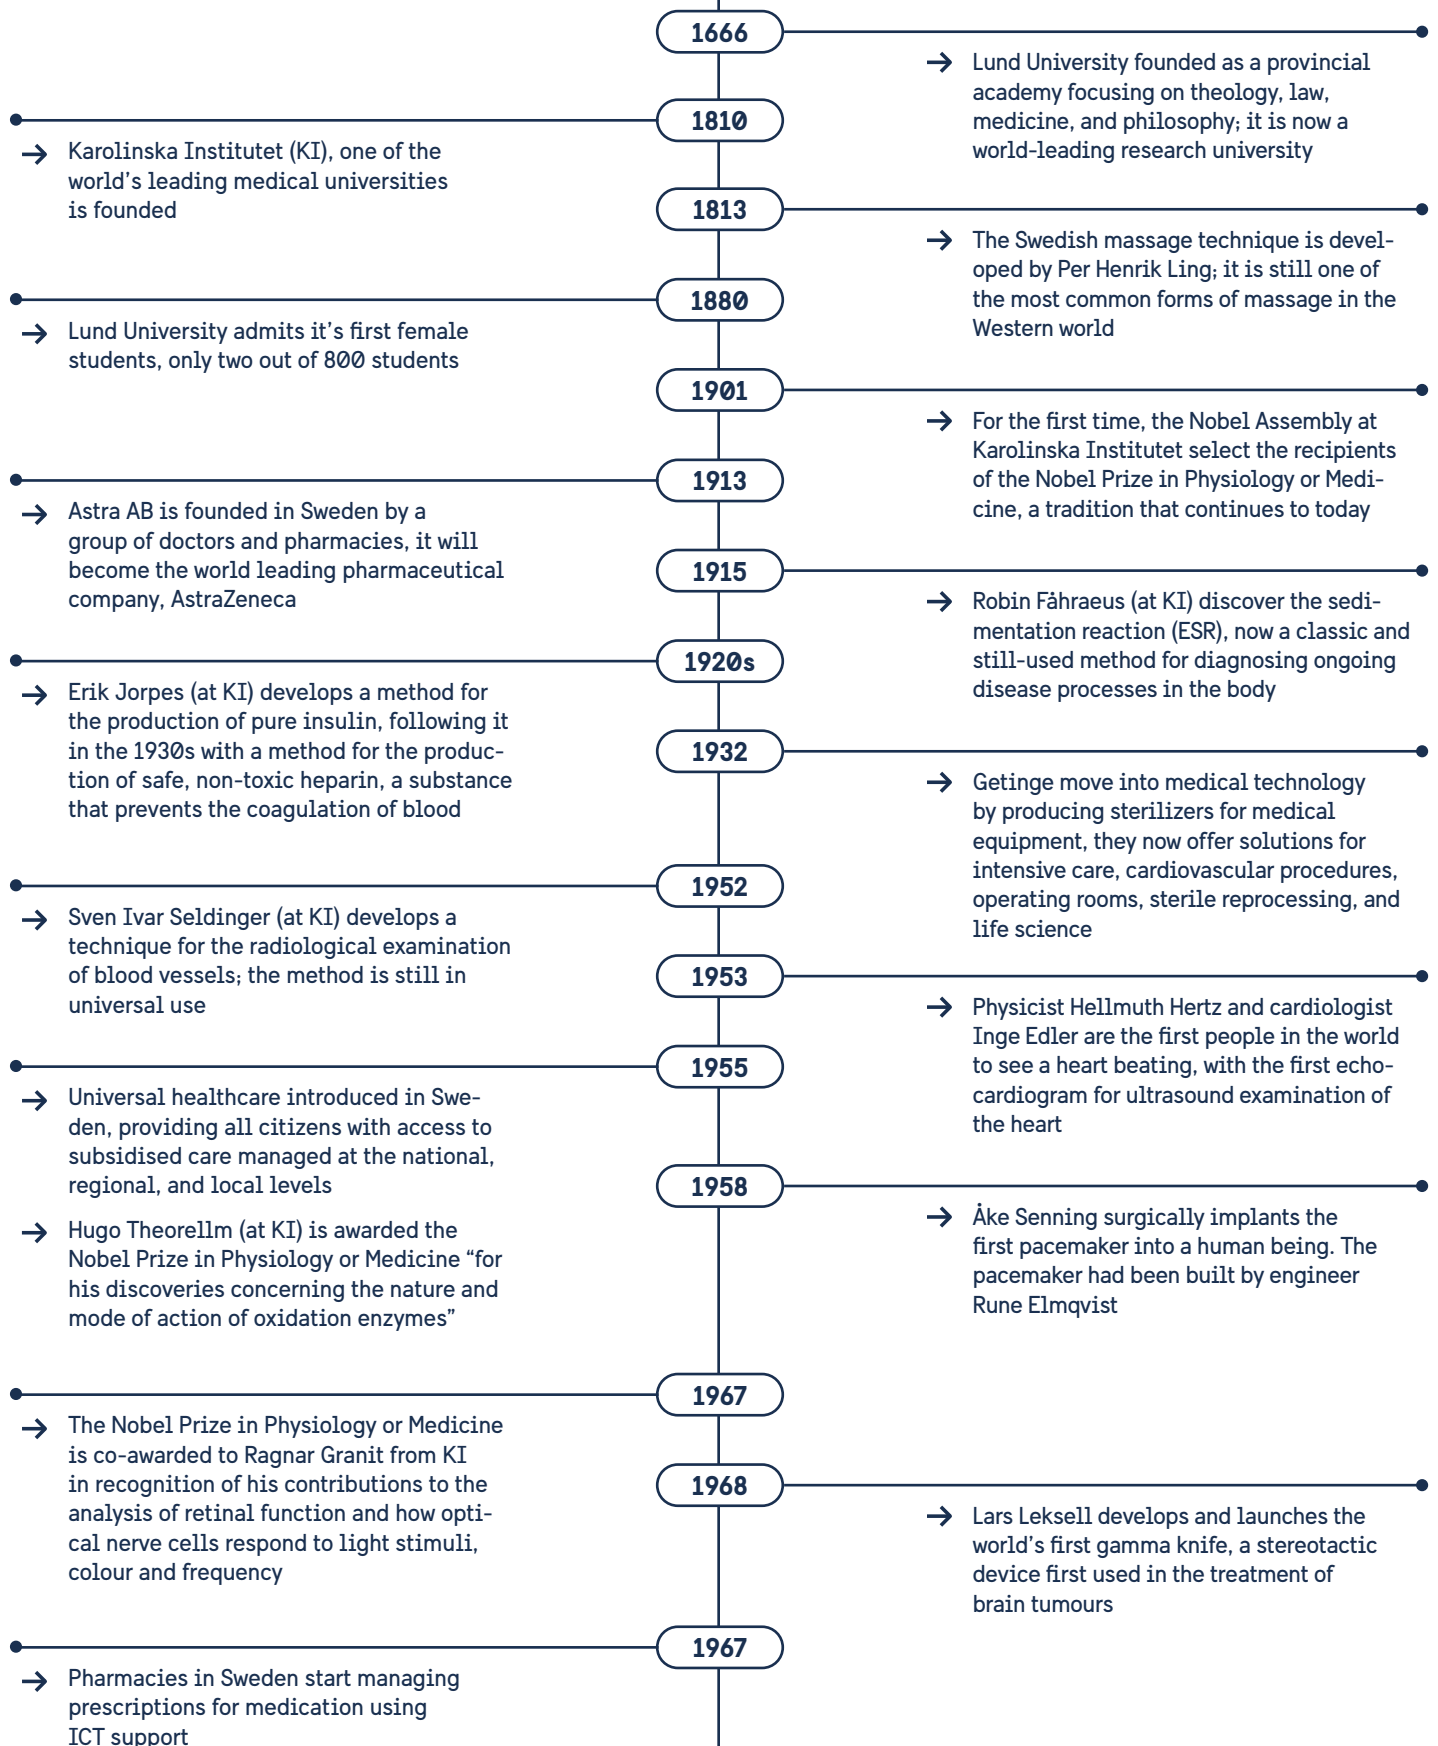 1666
Lund University founded as a provincial
academy focusing on theology, law,
medicine, and philosophy; it is now a
world-leading research university
1810
Karolinska Institutet (KI), one of the
world’s leading medical universities
is founded
1813
The Swedish massage technique is devel-
oped by Per Henrik Ling; it is still one of
the most common forms of massage in the
Western world
1880
Lund University admits it’s first female
students, only two out of 800 students
1901
For the first time, the Nobel Assembly at
Karolinska Institutet select the recipients
of the Nobel Prize in Physiology or Medi-
cine, a tradition that continues to today
1913
Astra AB is founded in Sweden by a
group of doctors and pharmacies, it will
become the world leading pharmaceutical
company, AstraZeneca
1915
Robin Fåhraeus (at KI) discover the sedi-
mentation reaction (ESR), now a classic and
still-used method for diagnosing ongoing
disease processes in the body
1920s
Erik Jorpes (at KI) develops a method for
the production of pure insulin, following it
in the 1930s with a method for the produc-
tion of safe, non-toxic heparin, a substance
that prevents the coagulation of blood
1932
Getinge move into medical technology
by producing sterilizers for medical
equipment, they now offer solutions for
intensive care, cardiovascular procedures,
operating rooms, sterile reprocessing, and
life science
1952
Sven Ivar Seldinger (at KI) develops a
technique for the radiological examination
of blood vessels; the method is still in
universal use
1953
Physicist Hellmuth Hertz and cardiologist
Inge Edler are the first people in the world
to see a heart beating, with the first echo-
cardiogram for ultrasound examination of
the heart
1955
Universal healthcare introduced in Swe-
den, providing all citizens with access to
subsidised care managed at the national,
regional, and local levels
Hugo Theorellm (at KI) is awarded the
Nobel Prize in Physiology or Medicine “for
his discoveries concerning the nature and
mode of action of oxidation enzymes”
1958
Åke Senning surgically implants the
first pacemaker into a human being. The
pacemaker had been built by engineer
Rune Elmqvist
1967
The Nobel Prize in Physiology or Medicine
is co-awarded to Ragnar Granit from KI
in recognition of his contributions to the
analysis of retinal function and how opti-
cal nerve cells respond to light stimuli,
colour and frequency
1968
Lars Leksell develops and launches the
world’s first gamma knife, a stereotactic
device first used in the treatment of
brain tumours
1967
Pharmacies in Sweden start managing
prescriptions for medication using
ICT support